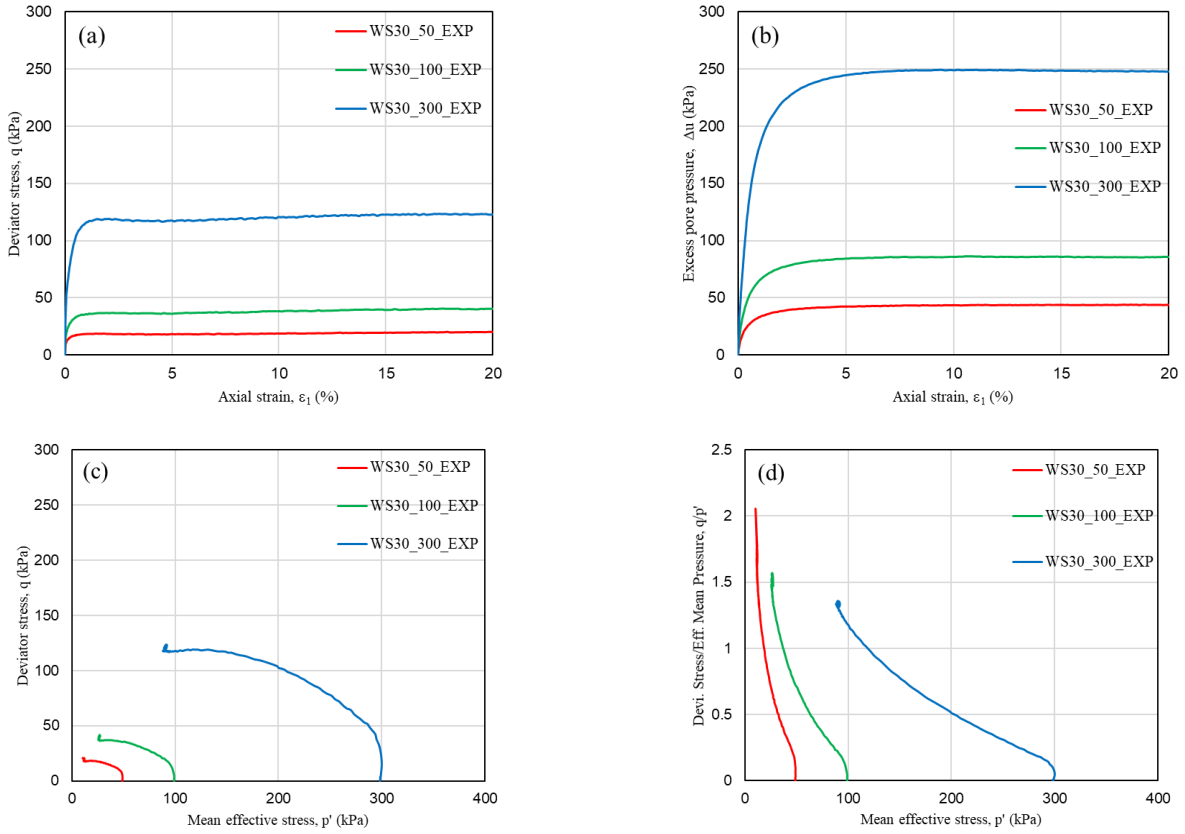 (a)
WS30_50_EXP
WS30_100_EXP
WS30_300_EXP
Deviator stress, q (kPa)
300
250
200
150
100
50
0
0 5 10 15 20
Axial strain, ε1 (%)
(b)
WS30_50_EXP
WS30_100_EXP
WS30_300_EXP
Excess pore pressure, Δu (kPa)
300
250
200
150
100
50
0
0 5 10 15 20
Axial strain, ε1 (%)
(c)
WS30_50_EXP
WS30_100_EXP
WS30_300_EXP
Deviator stress, q (kPa)
300
250
200
150
100
50
0
0 100 200 300 400
Mean effective stress, p' (kPa)
(d)
WS30_50_EXP
WS30_100_EXP
WS30_300_EXP
Devi. Stress/Eff. Mean Pressure, q/p'
2.5
2
1.5
1
0.5
0
0 100 200 300 400
Mean effective stress, p' (kPa)